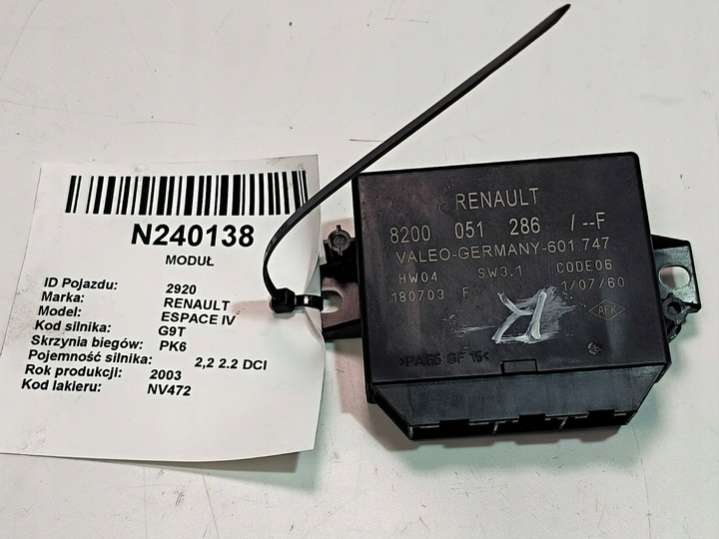 N240138
MODUŁ
ID Pojazdu: 2920
Marka: RENAULT
Model: ESPACE IV
Kod silnika: G9T
Skrzynia biegów: PK6
Pojemność silnika: 2,2 2.2 DCI
Rok produkcji: 2003
Kod lakieru: NV472
RENAULT
8200 051 286 /--F
VALEO-GERMANY-601.747
HW04 SW3.1 CODE06
180703 F 1/07/60
AFK